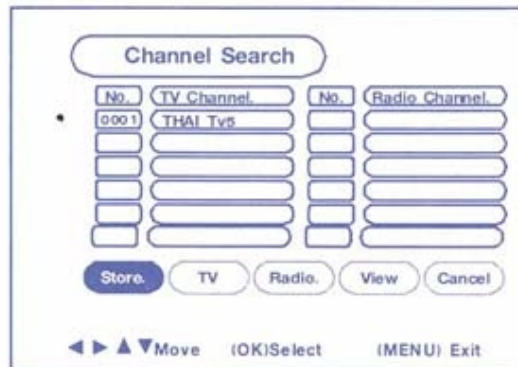 Channel Search
No. TV Channel. No. Radio Channel.
0001 THAI Tv5
Store. TV Radio. View Cancel
◀ ▶ ▲ ▼ Move (OK)Select (MENU) Exit